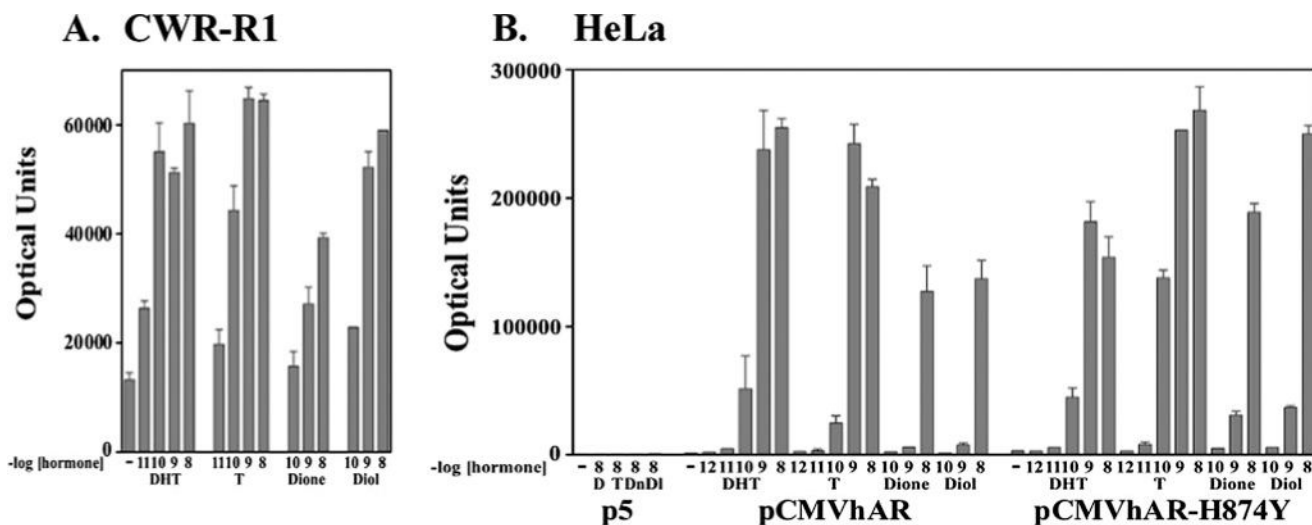 A. CWR-R1
B. HeLa
Optical Units
60000
40000
20000
0
-log [hormone]
– 11 10 9 8 11 10 9 8 10 9 8 10 9 8
DHT T Dione Diol
Optical Units
300000
200000
100000
0
-log [hormone]
– 8 8 8 8 – 12 11 10 9 8 12 11 10 9 8 10 9 8 10 9 8 – 12 11 10 9 8 12 11 10 9 8 10 9 8 10 9 8
D T Dn Dl DHT T Dione Diol DHT T Dione Diol
p5 pCMVhAR pCMVhAR-H874Y